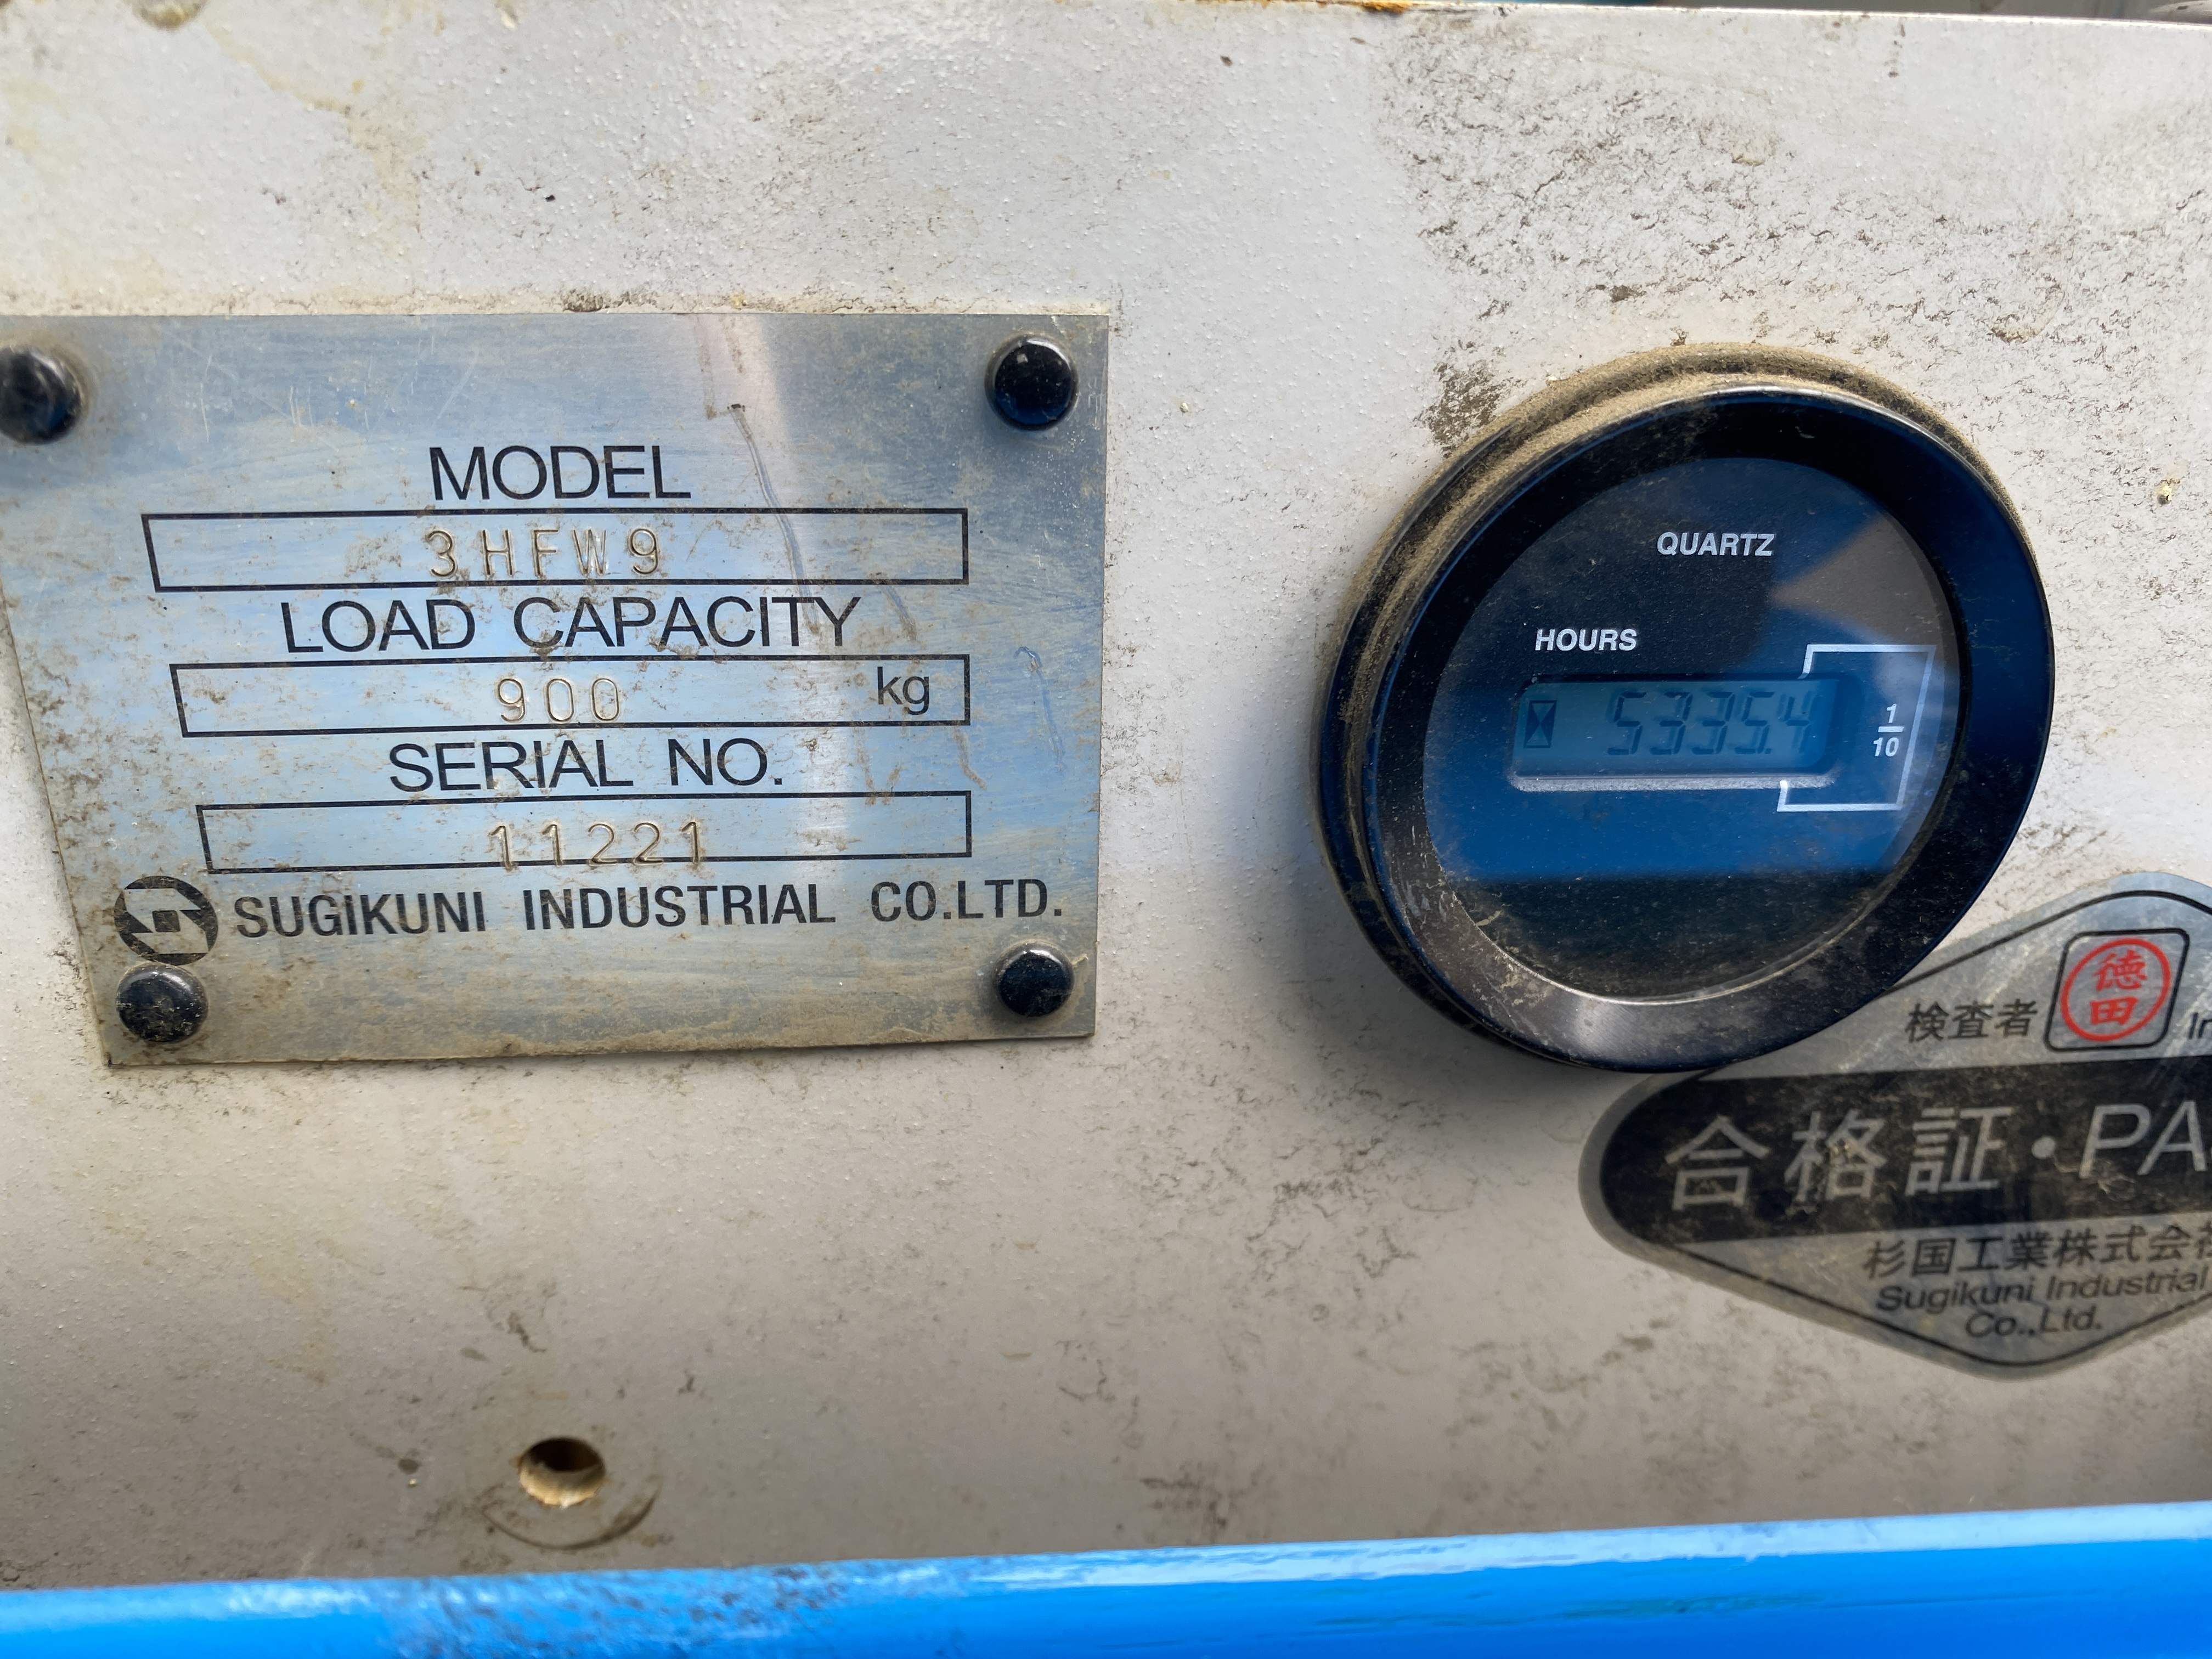 MODEL
3HFW9
LOAD CAPACITY
900 kg
SERIAL NO.
11221
SUGIKUNI INDUSTRIAL CO.LTD.
QUARTZ
HOURS
5335.4
1
10
検査者 徳田 In
合格証・PA
杉国工業株式会社
Sugikuni Industrial
Co.,Ltd.